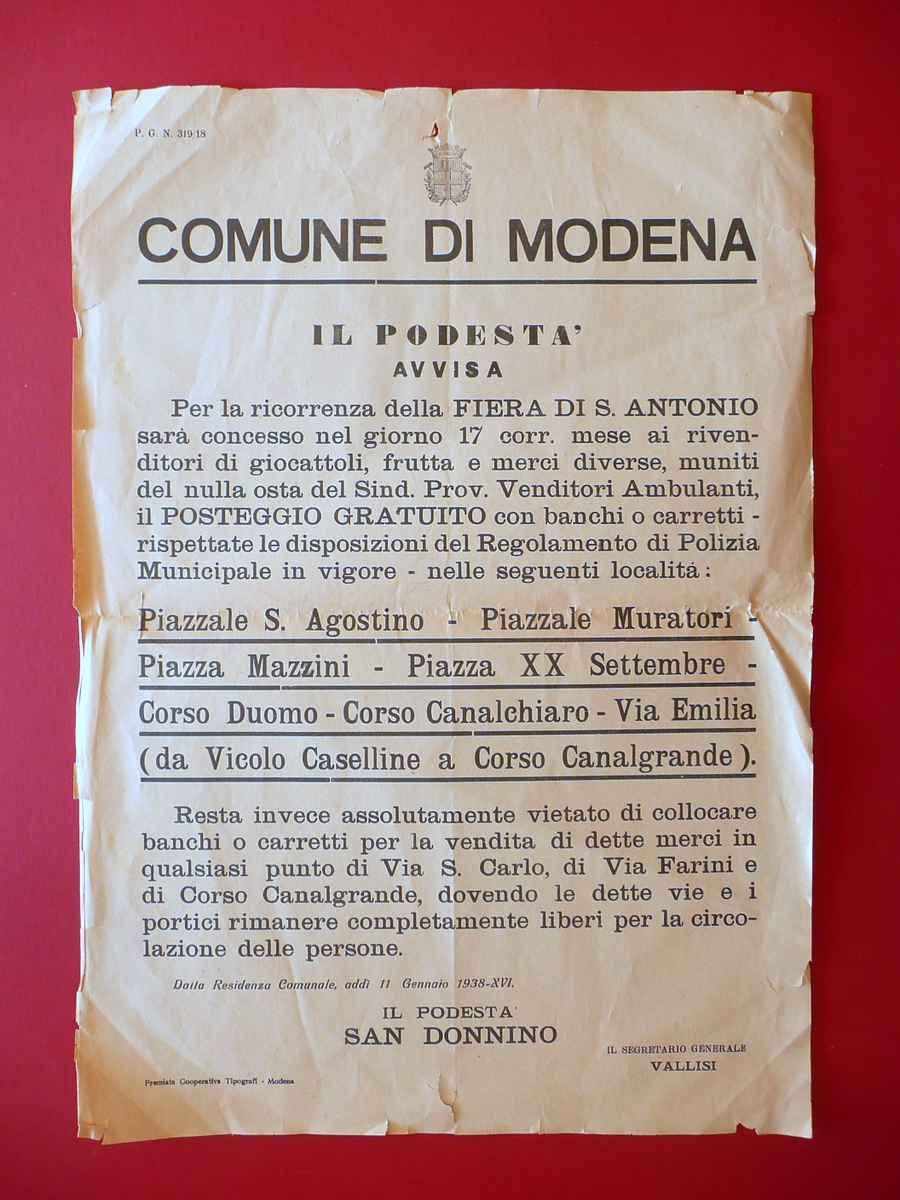 P. G. N. 319/18
COMUNE DI MODENA
IL PODESTA'
AVVISA
Per la ricorrenza della FIERA DI S. ANTONIO
sarà concesso nel giorno 17 corr. mese ai riven-
ditori di giocattoli, frutta e merci diverse, muniti
del nulla osta del Sind. Prov. Venditori Ambulanti,
il POSTEGGIO GRATUITO con banchi o carretti -
rispettate le disposizioni del Regolamento di Polizia
Municipale in vigore - nelle seguenti località :
Piazzale S. Agostino - Piazzale Muratori -
Piazza Mazzini - Piazza XX Settembre -
Corso Duomo - Corso Canalchiaro - Via Emilia
( da Vicolo Caselline a Corso Canalgrande ).
Resta invece assolutamente vietato di collocare
banchi o carretti per la vendita di dette merci in
qualsiasi punto di Via S. Carlo, di Via Farini e
di Corso Canalgrande, dovendo le dette vie e i
portici rimanere completamente liberi per la circo-
lazione delle persone.
Dalla Residenza Comunale, addì 11 Gennaio 1938-XVI.
IL PODESTA'
SAN DONNINO
IL SEGRETARIO GENERALE
VALLISI
Premiata Cooperativa Tipografi - Modena